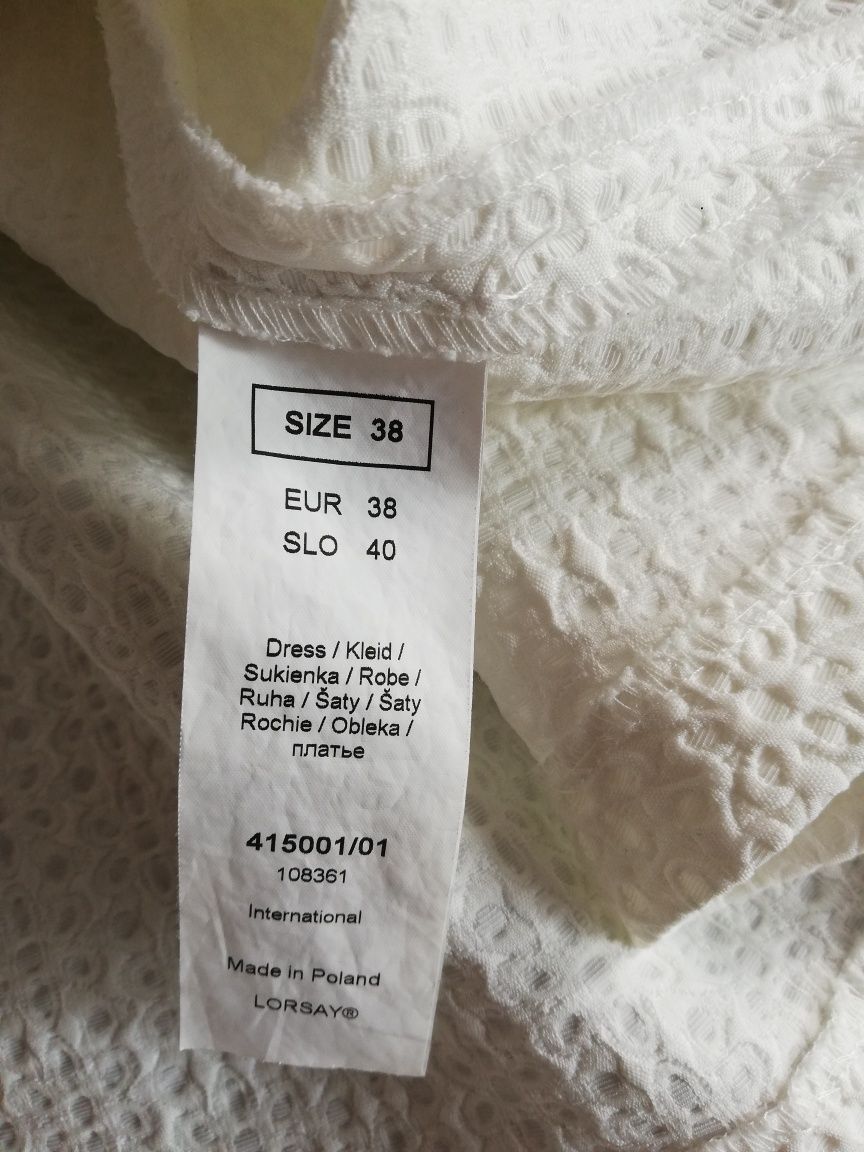 SIZE 38
EUR 38
SLO 40
Dress / Kleid /
Sukienka / Robe /
Ruha / Šaty / Šaty
Rochie / Obleka /
платье
415001/01
108361
International
Made in Poland
LORSAY®